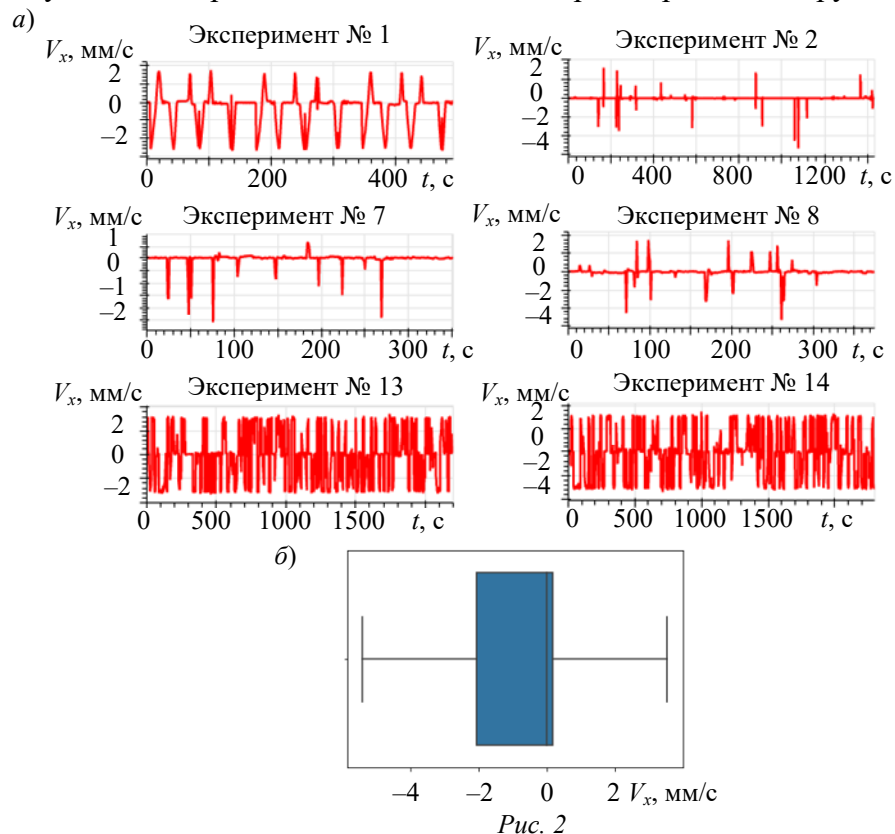 а)
Эксперимент № 1
Vx, мм/с
2
0
–2
0 200 400 t, с
Эксперимент № 2
Vx, мм/с
2
0
–2
–4
0 400 800 1200 t, с
Эксперимент № 7
Vx, мм/с
1
0
–1
–2
0 100 200 300 t, с
Эксперимент № 8
Vx, мм/с
2
0
–2
–4
0 100 200 300 t, с
Эксперимент № 13
Vx, мм/с
2
0
–2
0 500 1000 1500 t, с
Эксперимент № 14
Vx, мм/с
2
0
–2
–4
0 500 1000 1500 t, с
б)
–4 –2 0 2 Vx, мм/с
Рис. 2